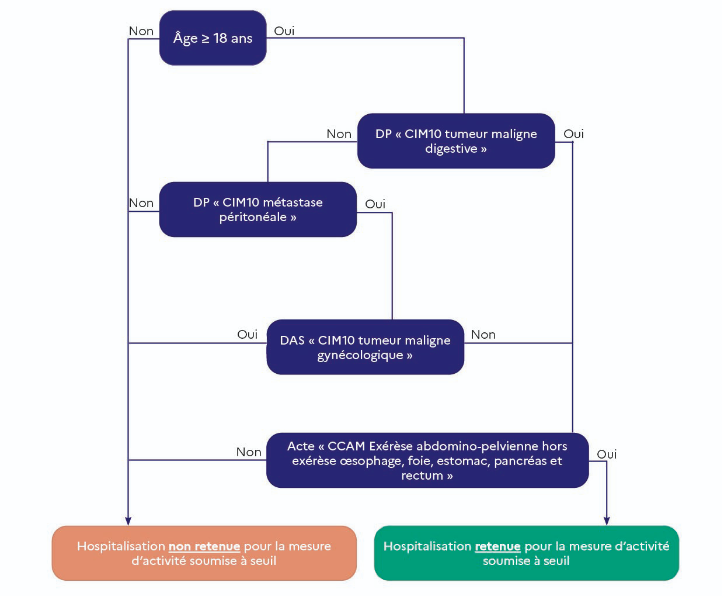 Non
Âge ≥ 18 ans
Oui
Non
DP « CIM10 tumeur maligne
digestive »
Oui
Non
DP « CIM10 métastase
péritonéale »
Oui
Oui
DAS « CIM10 tumeur maligne
gynécologique »
Non
Non
Acte « CCAM Exérèse abdomino-pelvienne hors
exérèse œsophage, foie, estomac, pancréas et
rectum »
Oui
Hospitalisation non retenue pour la mesure
d’activité soumise à seuil
Hospitalisation retenue pour la mesure d’activité
soumise à seuil